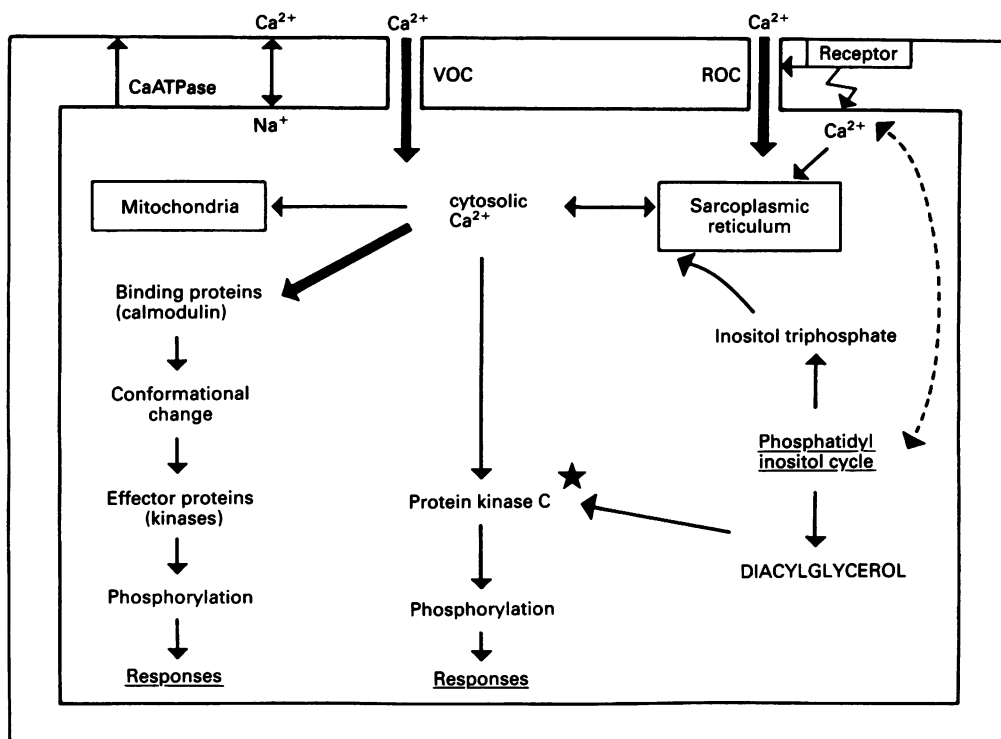 Ca²⁺
Ca²⁺
Ca²⁺
Receptor
VOC
ROC
CaATPase
Na⁺
Ca²⁺
Mitochondria
cytosolic
Ca²⁺
Sarcoplasmic
reticulum
Binding proteins
(calmodulin)
Inositol triphosphate
Conformational
change
Phosphatidyl
inositol cycle
Effector proteins
(kinases)
Protein kinase C
DIACYLGLYCEROL
Phosphorylation
Phosphorylation
Responses
Responses